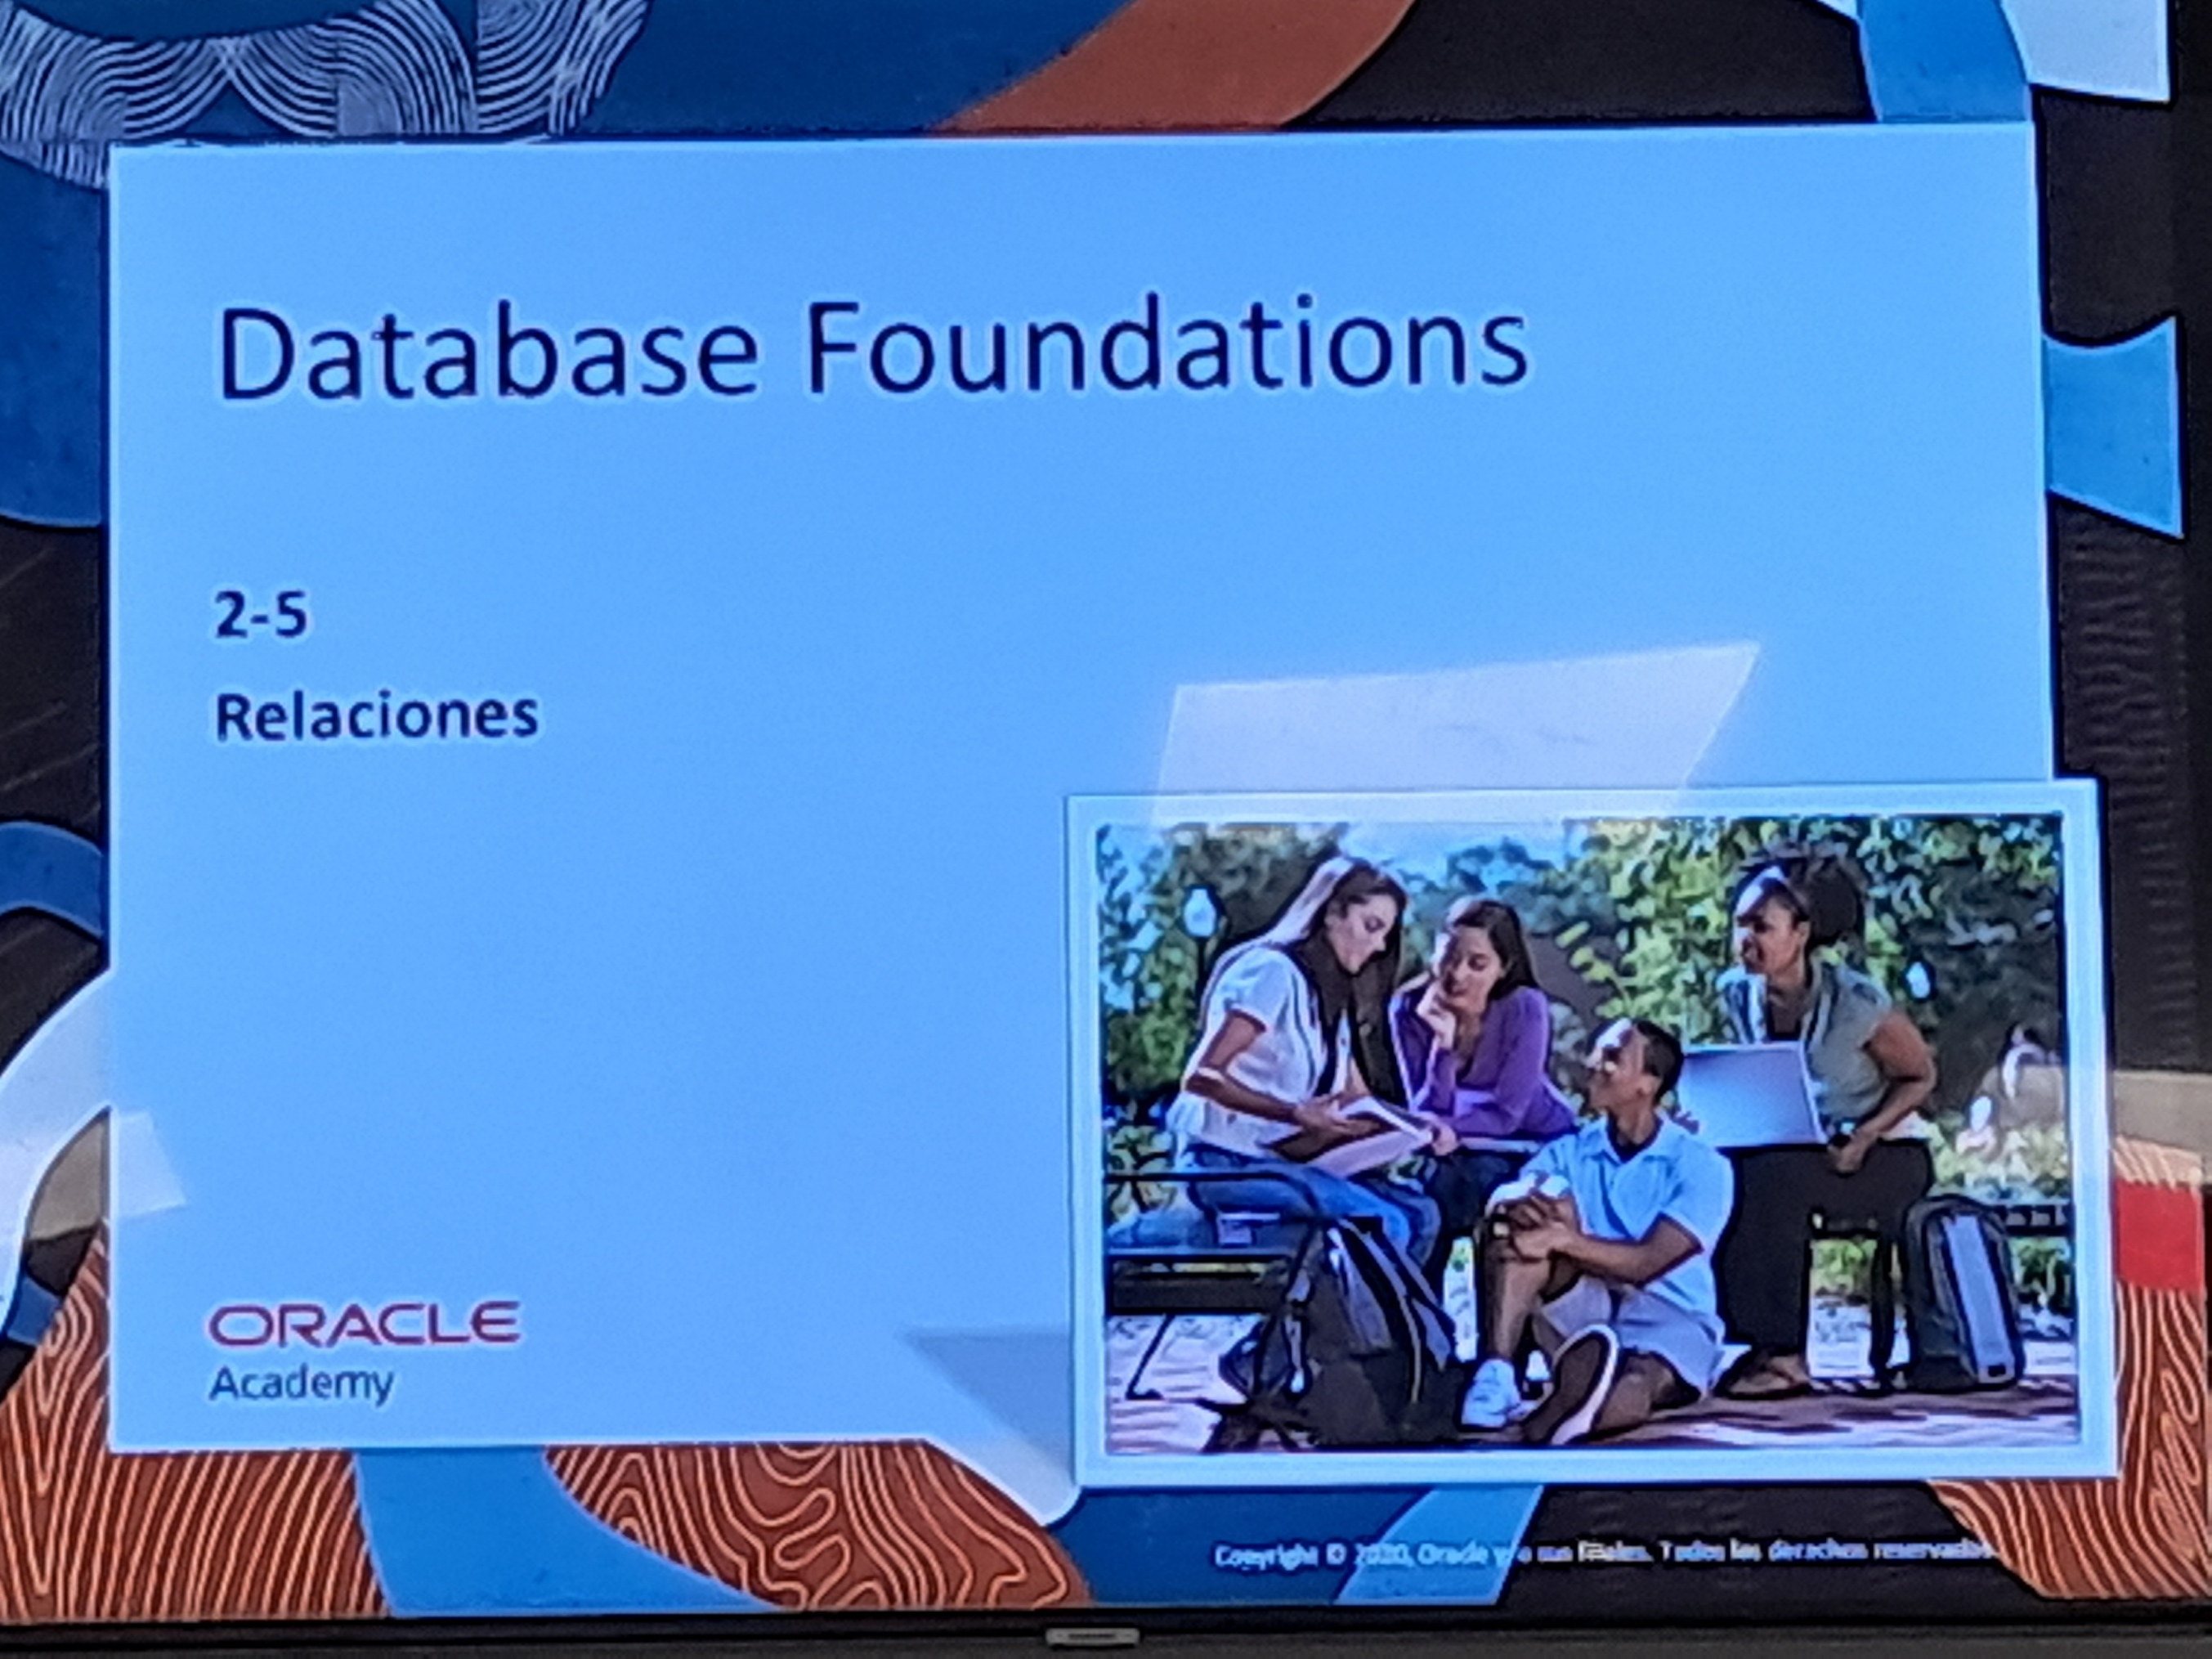 Database Foundations
2-5
Relaciones
ORACLE
Academy
Copyright © 2020, Oracle y/o sus filiales. Todos los derechos reservados.